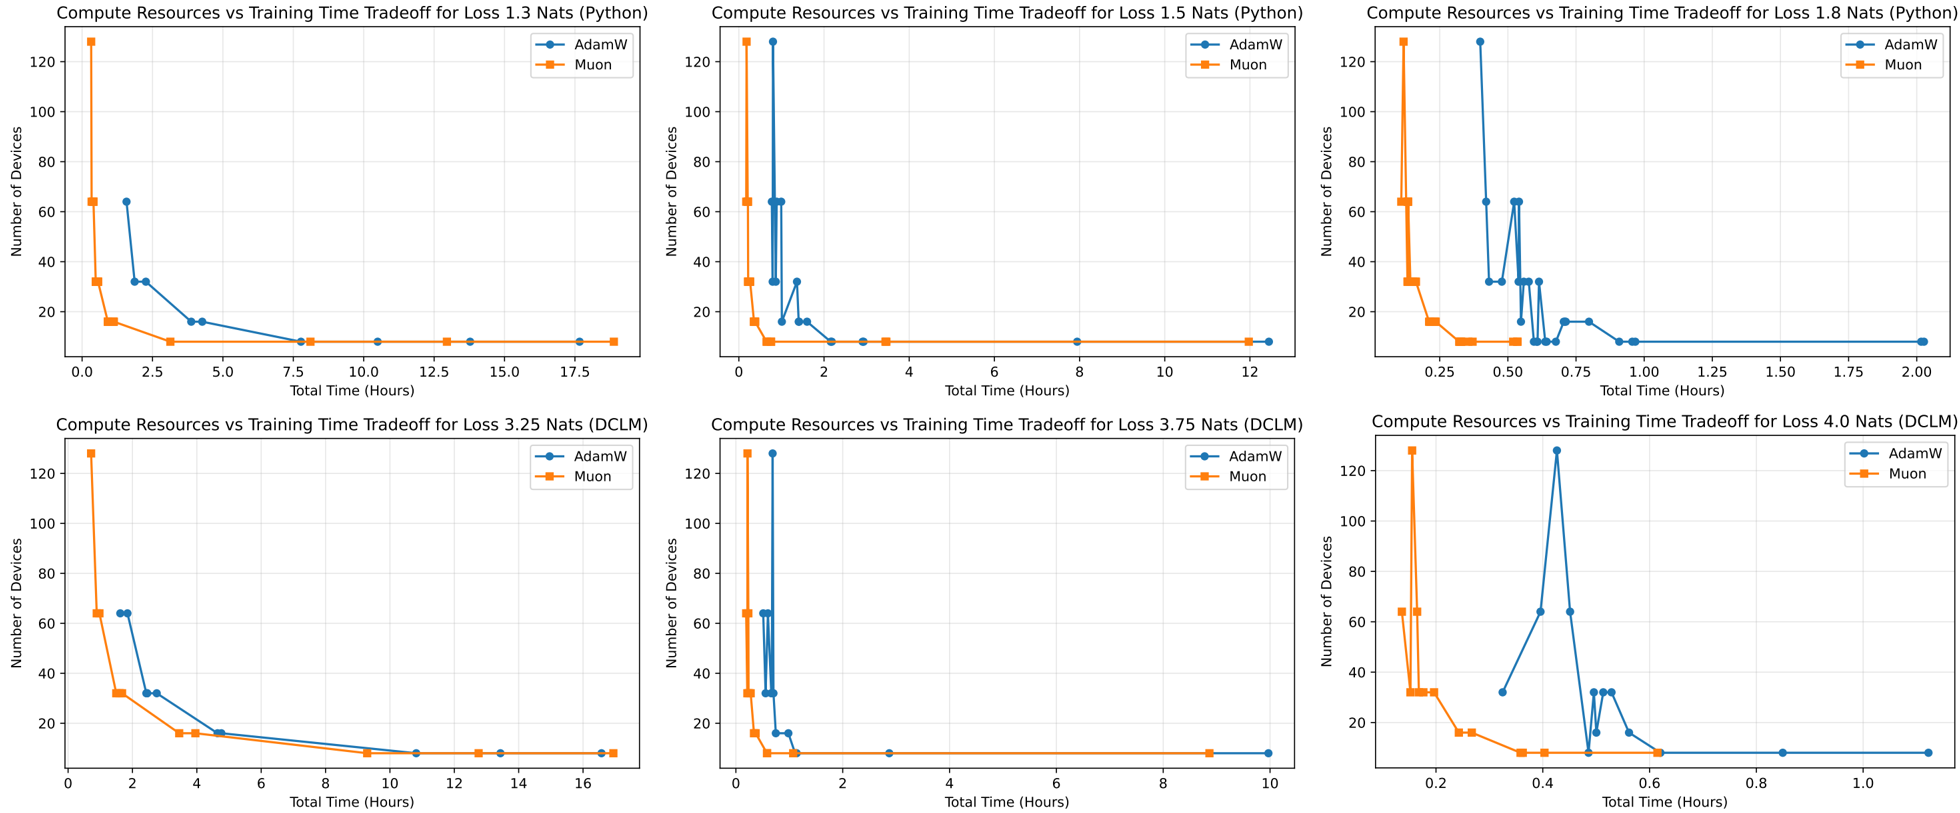 Compute Resources vs Training Time Tradeoff for Loss 1.3 Nats (Python)
AdamW
Muon
Number of Devices
120
100
80
60
40
20
0.0 2.5 5.0 7.5 10.0 12.5 15.0 17.5
Total Time (Hours)
Compute Resources vs Training Time Tradeoff for Loss 1.5 Nats (Python)
AdamW
Muon
Number of Devices
120
100
80
60
40
20
0 2 4 6 8 10 12
Total Time (Hours)
Compute Resources vs Training Time Tradeoff for Loss 1.8 Nats (Python)
AdamW
Muon
Number of Devices
120
100
80
60
40
20
0.25 0.50 0.75 1.00 1.25 1.50 1.75 2.00
Total Time (Hours)
Compute Resources vs Training Time Tradeoff for Loss 3.25 Nats (DCLM)
AdamW
Muon
Number of Devices
120
100
80
60
40
20
0 2 4 6 8 10 12 14 16
Total Time (Hours)
Compute Resources vs Training Time Tradeoff for Loss 3.75 Nats (DCLM)
AdamW
Muon
Number of Devices
120
100
80
60
40
20
0 2 4 6 8 10
Total Time (Hours)
Compute Resources vs Training Time Tradeoff for Loss 4.0 Nats (DCLM)
AdamW
Muon
Number of Devices
120
100
80
60
40
20
0.2 0.4 0.6 0.8 1.0
Total Time (Hours)